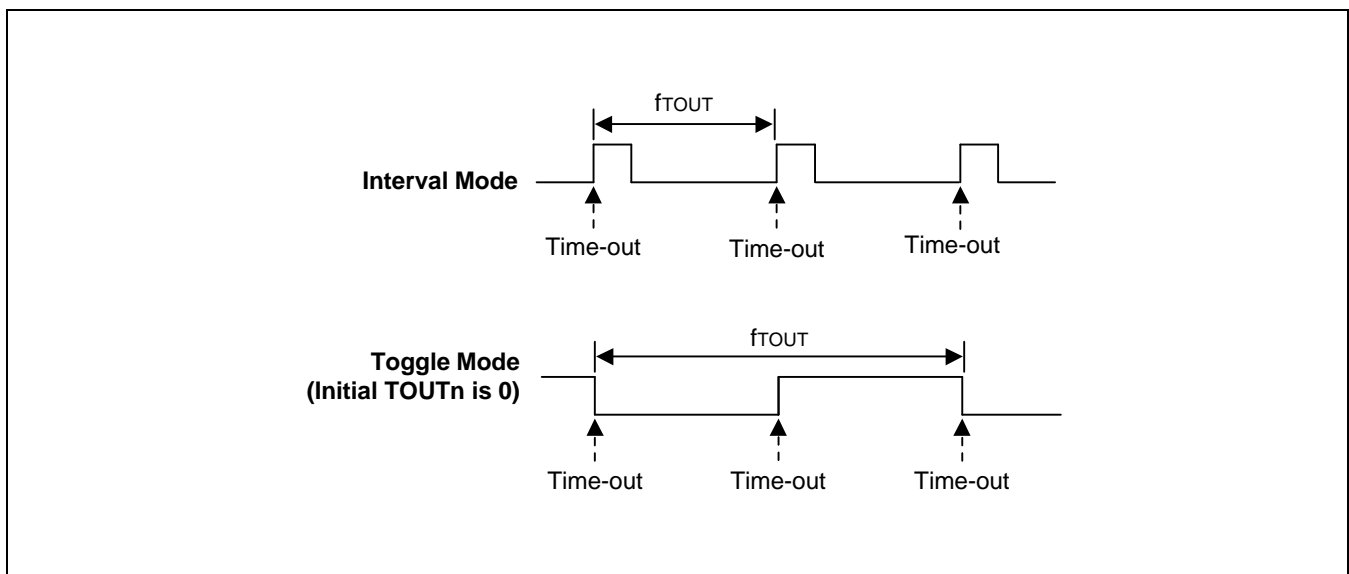 fTOUT
Interval Mode
Time-out Time-out Time-out
fTOUT
Toggle Mode
(Initial TOUTn is 0)
Time-out Time-out Time-out